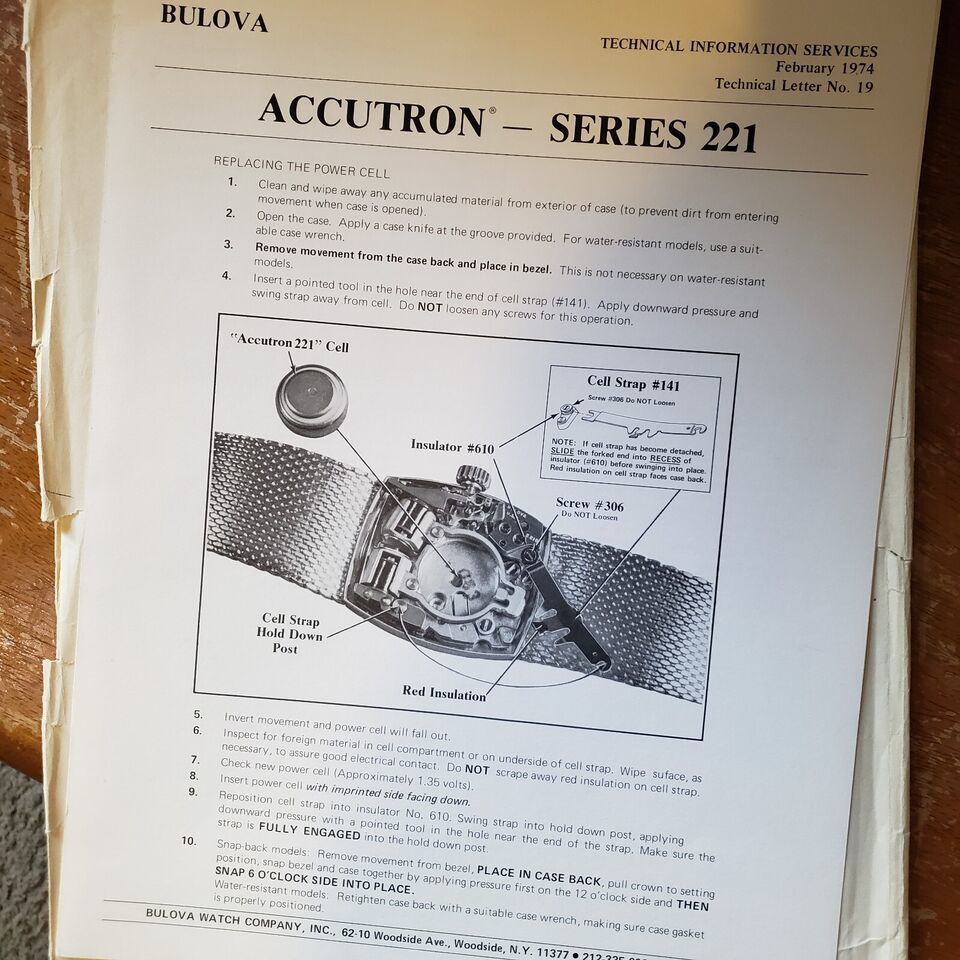 BULOVA
TECHNICAL INFORMATION SERVICES
February 1974
Technical Letter No. 19
ACCUTRON® — SERIES 221
REPLACING THE POWER CELL
1. Clean and wipe away any accumulated material from exterior of case (to prevent dirt from entering
movement when case is opened).
2. Open the case. Apply a case knife at the groove provided. For water-resistant models, use a suit-
able case wrench.
3. Remove movement from the case back and place in bezel. This is not necessary on water-resistant
models.
4. Insert a pointed tool in the hole near the end of cell strap (#141). Apply downward pressure and
swing strap away from cell. Do NOT loosen any screws for this operation.
"Accutron 221" Cell
Cell Strap #141
Screw #306 Do NOT Loosen
Insulator #610
NOTE: If cell strap has become detached,
SLIDE the forked end into RECESS of
insulator (#610) before swinging into place.
Red insulation on cell strap faces case back.
Screw #306
Do NOT Loosen
Cell Strap
Hold Down
Post
Red Insulation
5. Invert movement and power cell will fall out.
6. Inspect for foreign material in cell compartment or on underside of cell strap. Wipe suface, as
necessary, to assure good electrical contact. Do NOT scrape away red insulation on cell strap.
7. Check new power cell (Approximately 1.35 volts).
8. Insert power cell with imprinted side facing down.
9. Reposition cell strap into insulator No. 610. Swing strap into hold down post, applying
downward pressure with a pointed tool in the hole near the end of the strap. Make sure the
strap is FULLY ENGAGED into the hold down post.
10. Snap-back models: Remove movement from bezel, PLACE IN CASE BACK, pull crown to setting
position, snap bezel and case together by applying pressure first on the 12 o'clock side and THEN
SNAP 6 O'CLOCK SIDE INTO PLACE.
Water-resistant models: Retighten case back with a suitable case wrench, making sure case gasket
is properly positioned.
BULOVA WATCH COMPANY, INC., 62-10 Woodside Ave., Woodside, N.Y. 11377 •